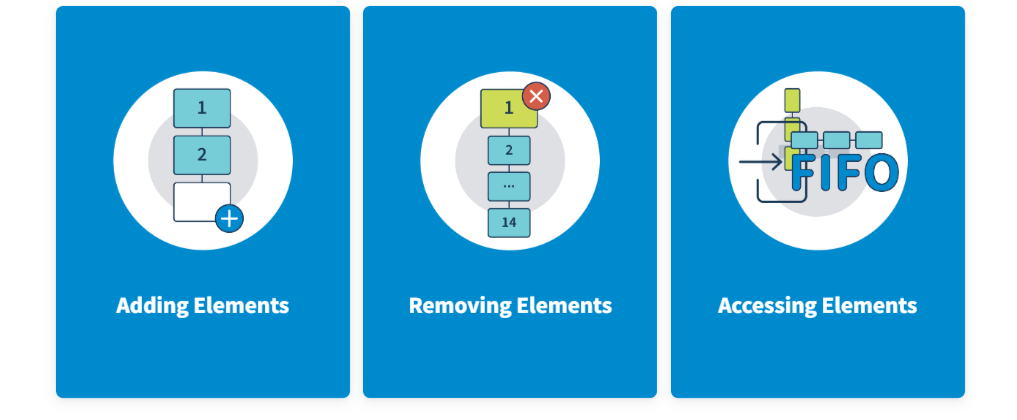 1
2
Adding Elements
1
2
...
14
Removing Elements
FIFO
Accessing Elements